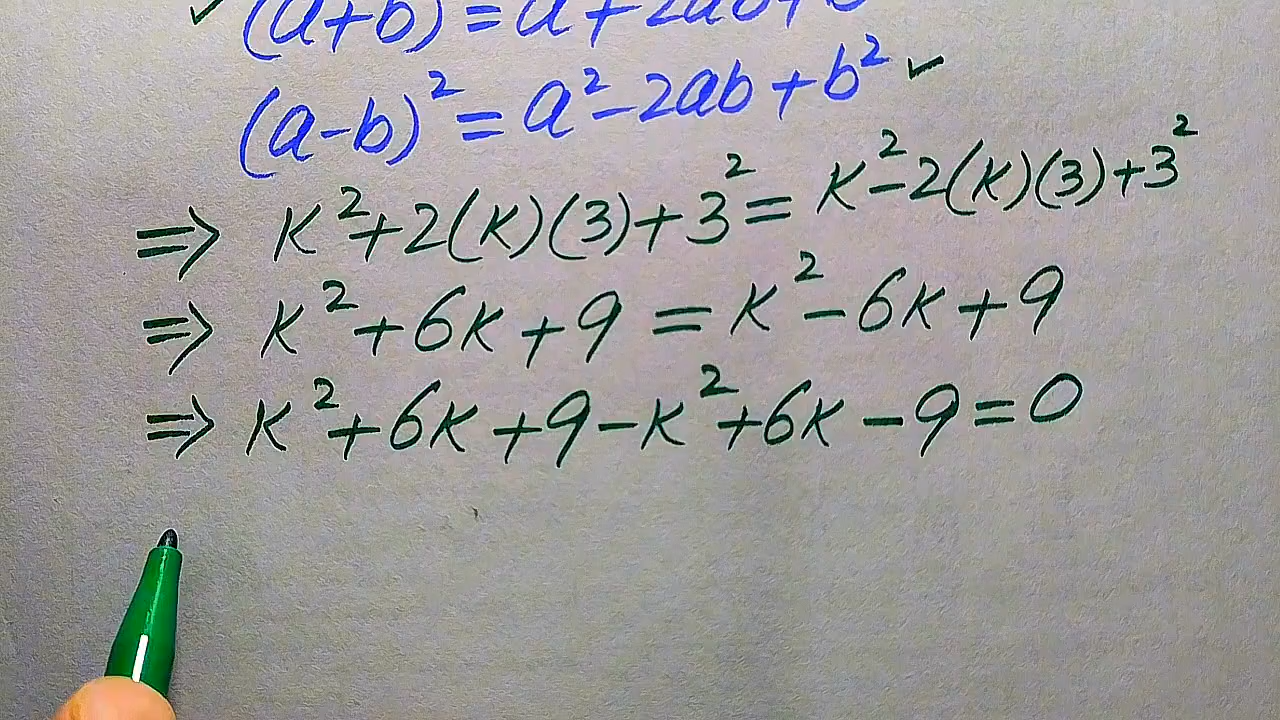 (a+b)=a+2ab+
(a-b)²=a²-2ab+b²
⇒ K²+2(K)(3)+3²=K²-2(K)(3)+3²
⇒ K²+6K+9=K²-6K+9
⇒ K²+6K+9-K²+6K-9=0